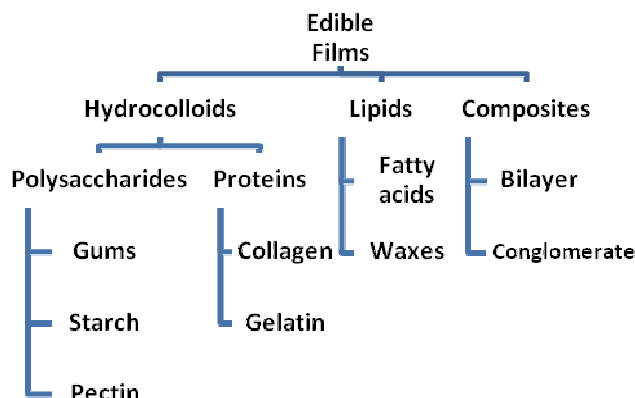 Edible
Films
Hydrocolloids Lipids Composites
Polysaccharides Proteins Fatty acids Bilayer
Gums Collagen Waxes Conglomerate
Starch Gelatin
Pectin